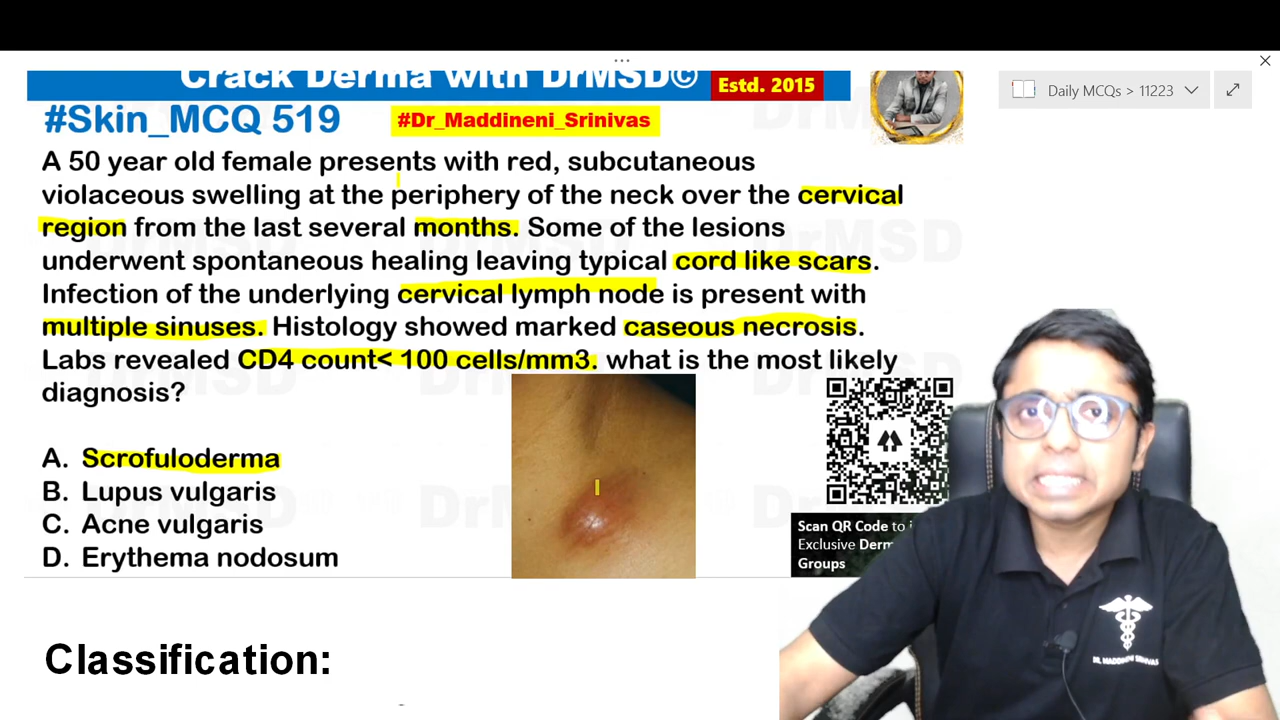 Crack Derma with DrMSD©
Estd. 2015
Daily MCQs > 11223
#Skin_MCQ 519
#Dr_Maddineni_Srinivas
A 50 year old female presents with red, subcutaneous
violaceous swelling at the periphery of the neck over the cervical
region from the last several months. Some of the lesions
underwent spontaneous healing leaving typical cord like scars.
Infection of the underlying cervical lymph node is present with
multiple sinuses. Histology showed marked caseous necrosis.
Labs revealed CD4 count< 100 cells/mm3. what is the most likely
diagnosis?
A. Scrofuloderma
B. Lupus vulgaris
C. Acne vulgaris
D. Erythema nodosum
Scan QR Code to
Exclusive
Groups
Classification:
DR. MADDINENI SRINIVAS
DrMSD